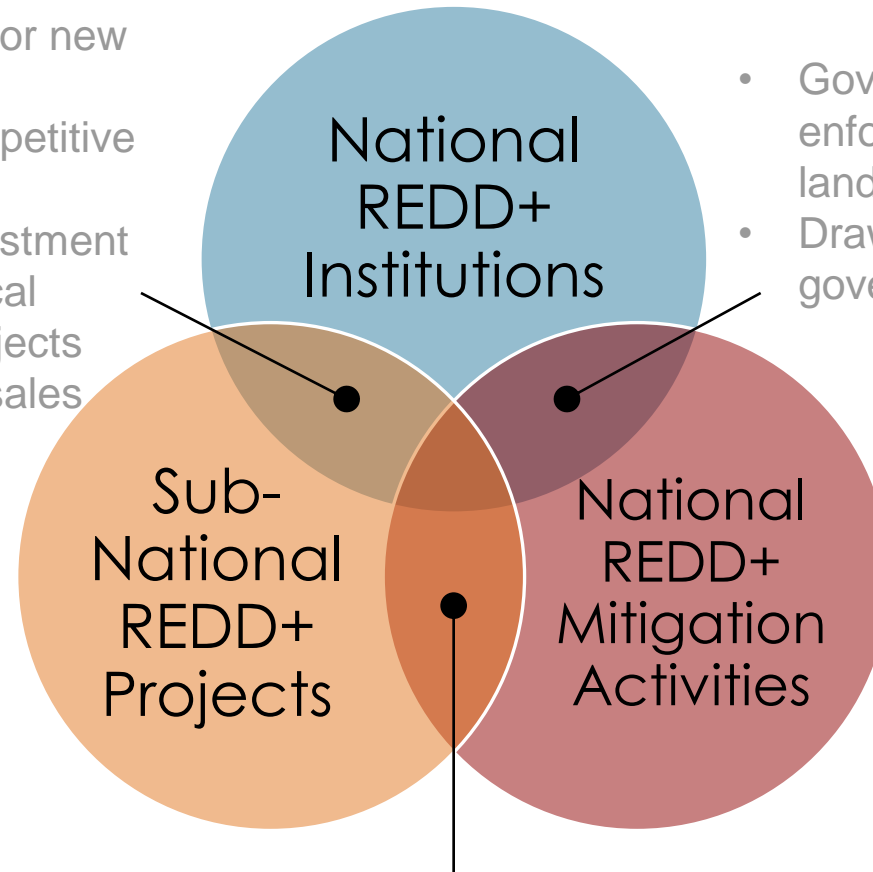 or new
petitive
stment
cal
jects
sales
National
REDD+
Institutions
• Gov
enfo
land
• Draw
gove
Sub-
National
REDD+
Projects
National
REDD+
Mitigation
Activities